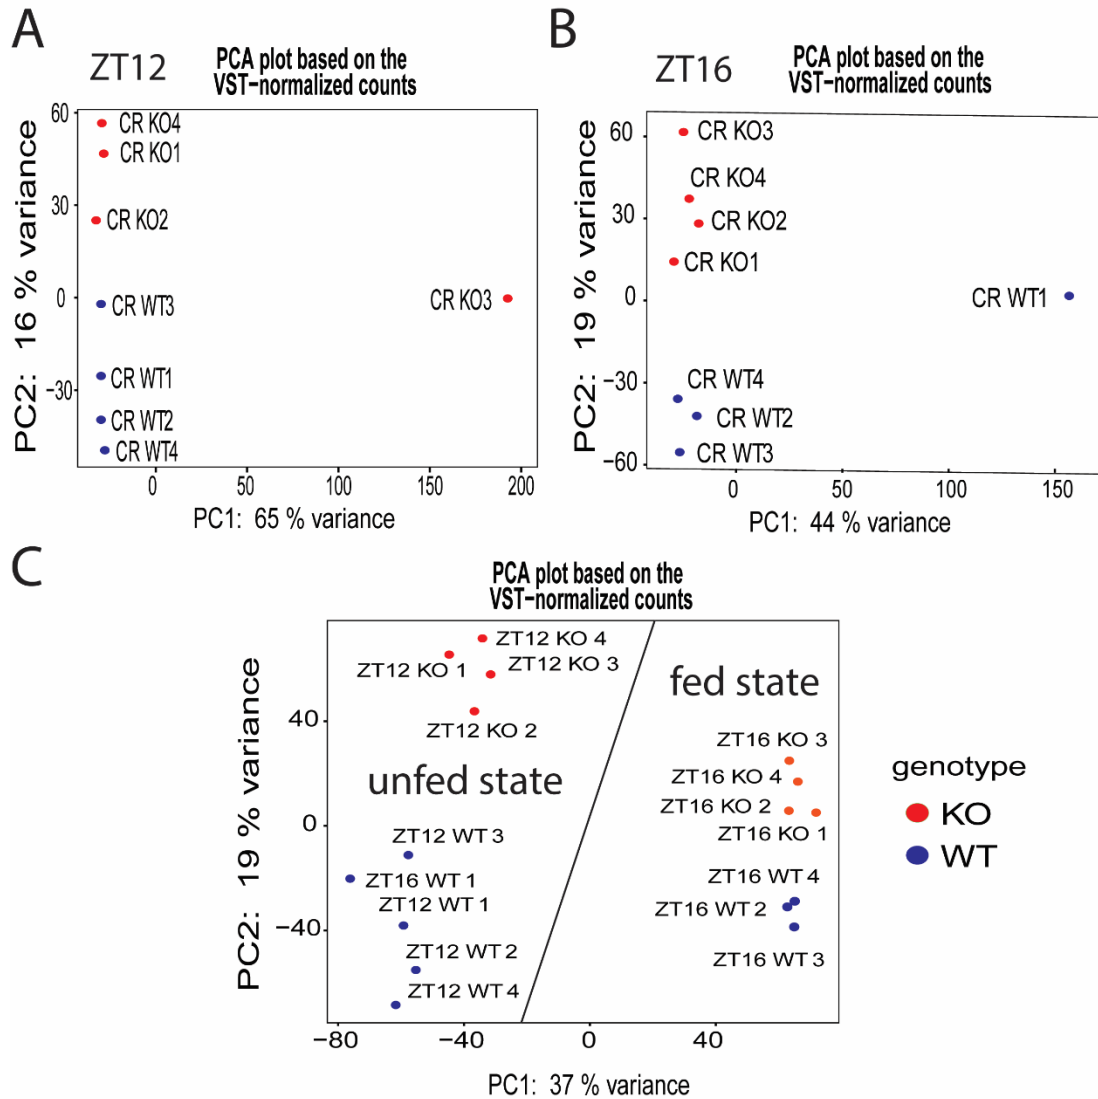 A
ZT12
PCA plot based on the
VST−normalized counts
PC2: 16 % variance
60
30
0
−30
CR KO4
CR KO1
CR KO2
CR WT3
CR KO3
CR WT1
CR WT2
CR WT4
0
50
100
150
200
PC1: 65 % variance
B
ZT16
PCA plot based on the
VST−normalized counts
PC2: 19 % variance
60
30
0
−30
−60
CR KO3
CR KO4
CR KO2
CR KO1
CR WT1
CR WT4
CR WT2
CR WT3
0
50
100
150
PC1: 44 % variance
C
PCA plot based on the
VST−normalized counts
PC2: 19 % variance
40
0
−40
ZT12 KO 4
ZT12 KO 1
ZT12 KO 3
ZT12 KO 2
unfed state
ZT12 WT 3
ZT16 WT 1
ZT12 WT 1
ZT12 WT 2
ZT12 WT 4
fed state
ZT16 KO 3
ZT16 KO 4
ZT16 KO 2
ZT16 KO 1
ZT16 WT 4
ZT16 WT 2
ZT16 WT 3
−80
−40
0
40
PC1: 37 % variance
genotype
KO
WT